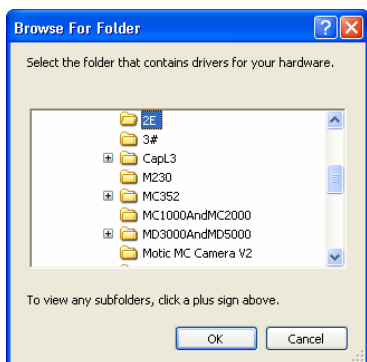 Browse For Folder
Select the folder that contains drivers for your hardware.
2E
3#
CapL3
M230
MC352
MC1000AndMC2000
MD3000AndMD5000
Motic MC Camera V2
To view any subfolders, click a plus sign above.
OK Cancel